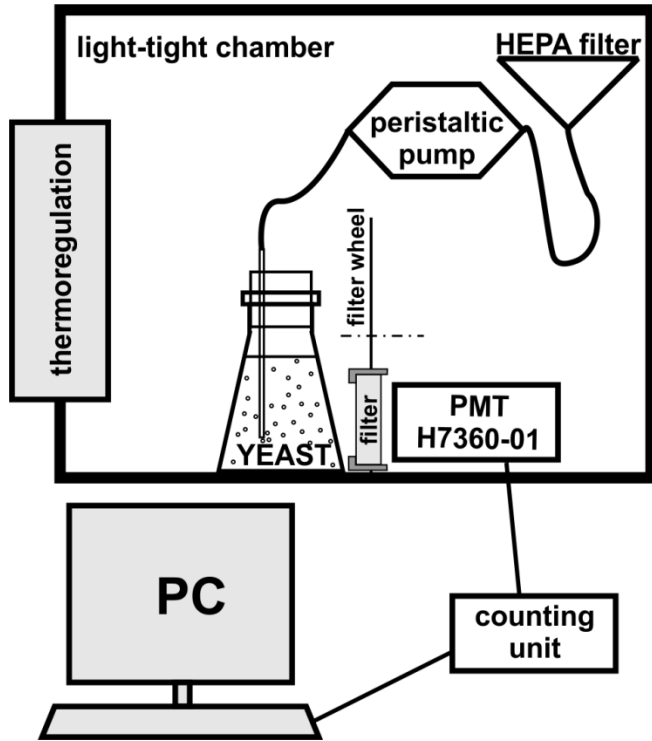 light-tight chamber
HEPA filter
peristaltic
pump
thermoregulation
filter wheel
filter
PMT
H7360-01
YEAST
PC
counting
unit